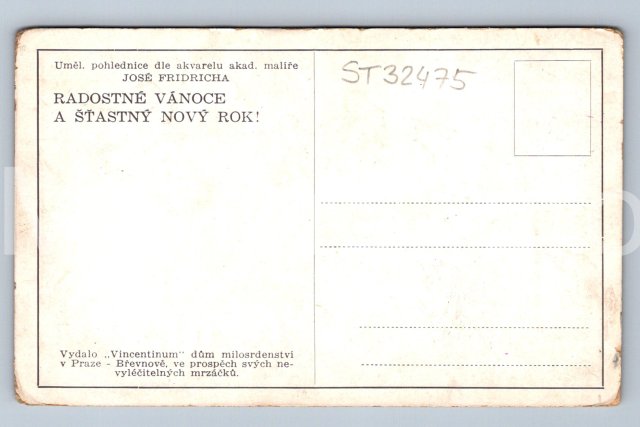 Uměl. pohlednice dle akvarelu akad. malíře
JOSÉ FRIDRICHA
RADOSTNÉ VÁNOCE
A ŠŤASTNÝ NOVÝ ROK!
ST32475
Vydalo „Vincentinum" dům milosrdenství
v Praze - Břevnově, ve prospěch svých ne-
vyléčitelných mrzáčků.